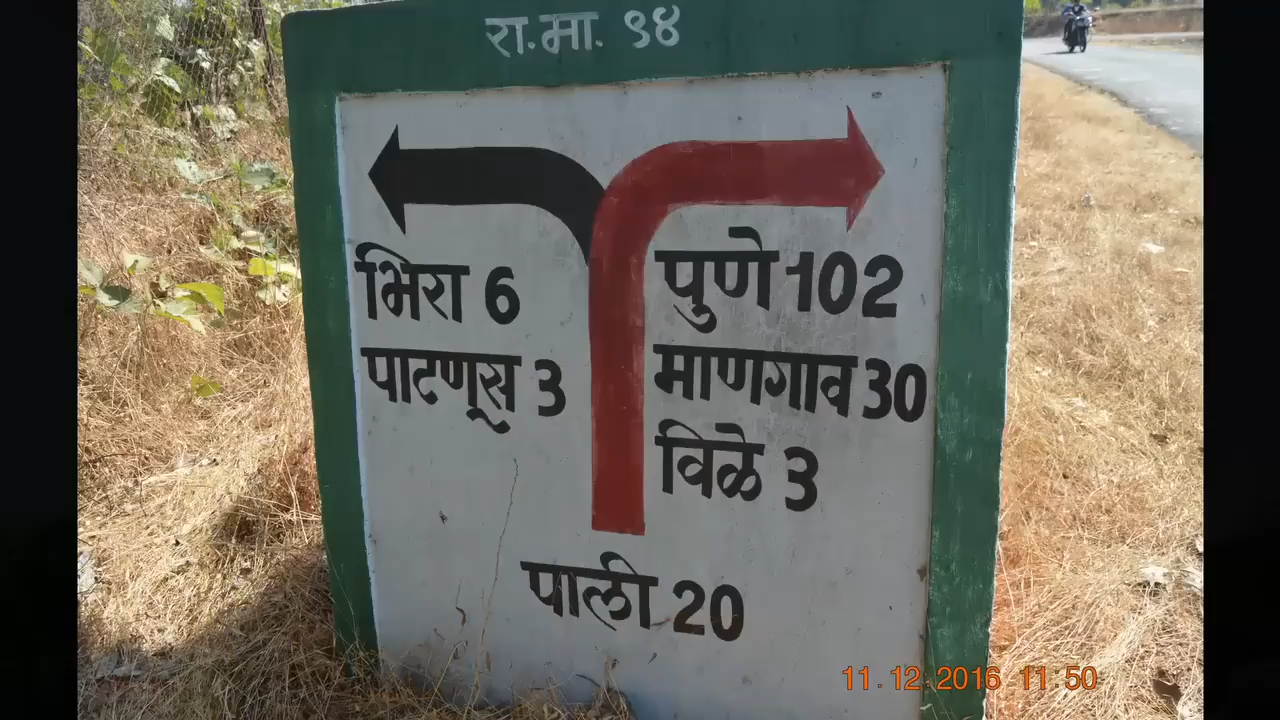 रा.मा. ९४
भिरा 6
पाटणूस 3
पुणे 102
माणगाव 30
विळे 3
पाली 20
11.12.2016 11:50